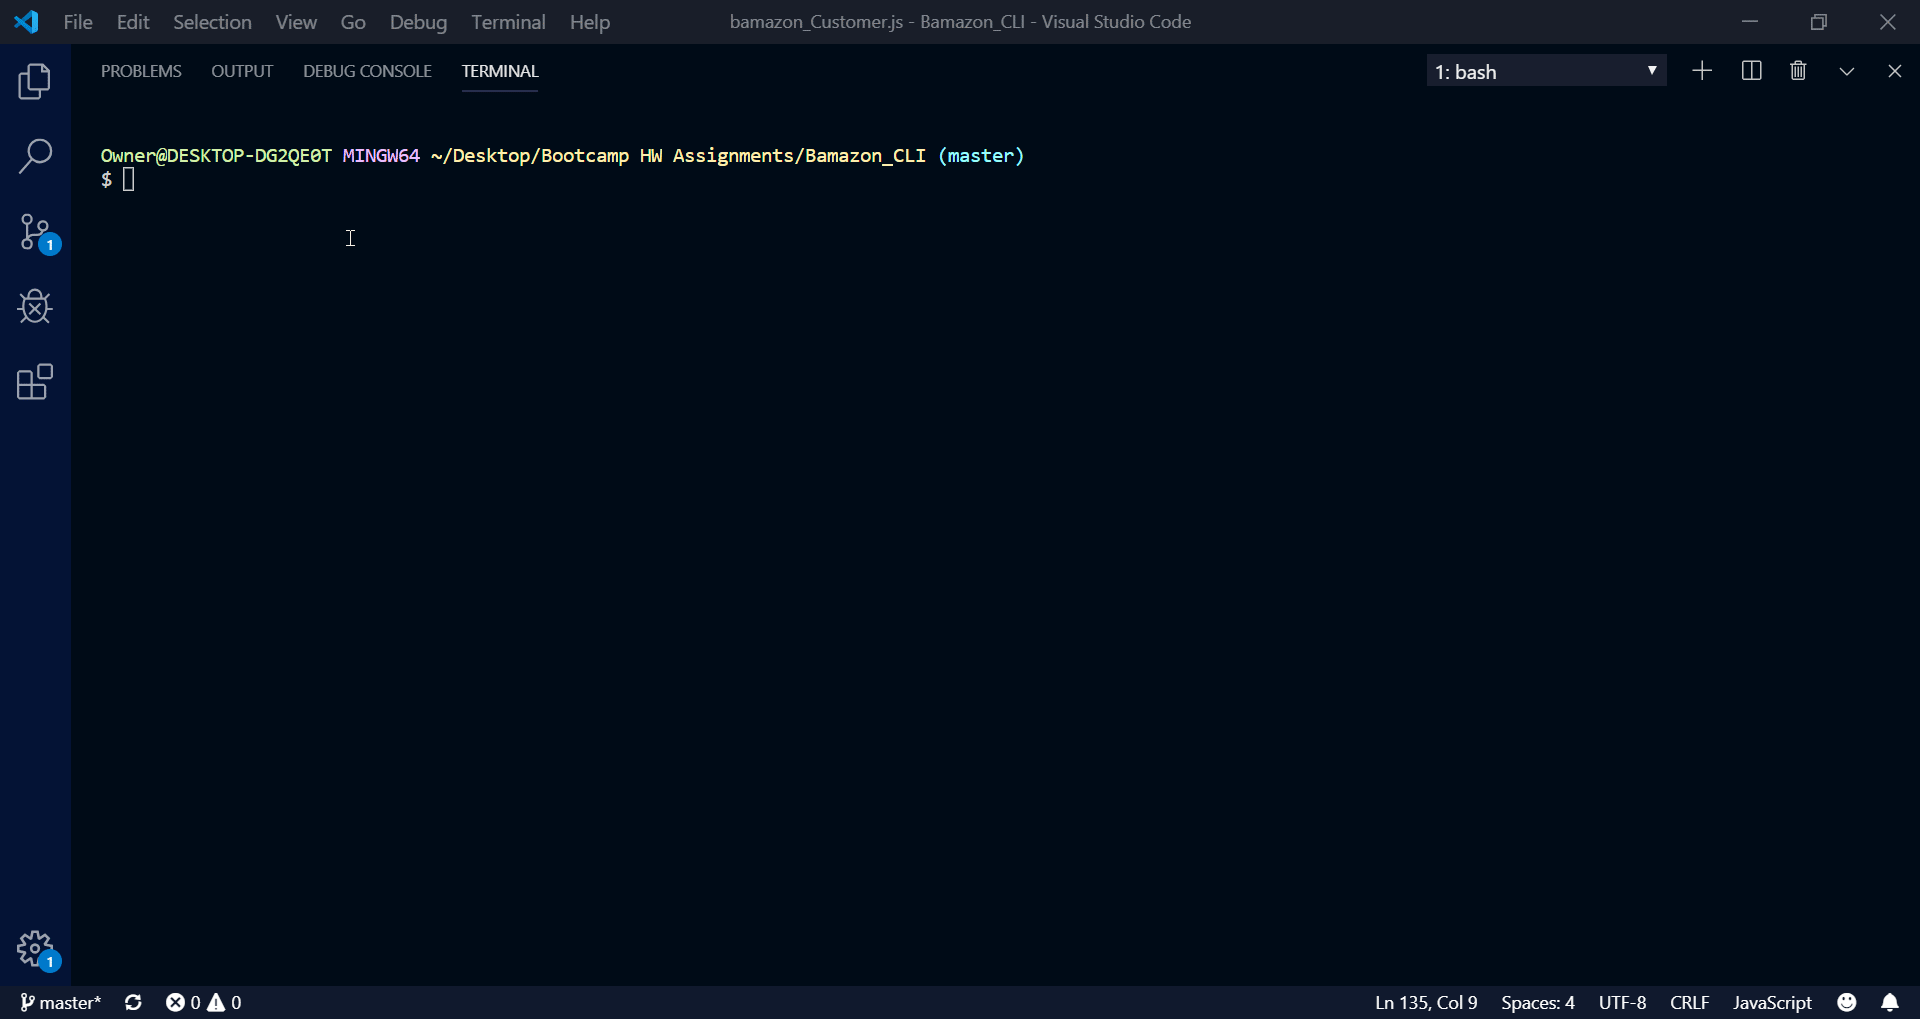 File Edit Selection View Go Debug Terminal Help bamazon_Customer.js - Bamazon_CLI - Visual Studio Code
PROBLEMS OUTPUT DEBUG CONSOLE TERMINAL 1: bash
Owner@DESKTOP-DG2QE0T MINGW64 ~/Desktop/Bootcamp HW Assignments/Bamazon_CLI (master)
$
1
1
master* 0 0 Ln 135, Col 9 Spaces: 4 UTF-8 CRLF JavaScript